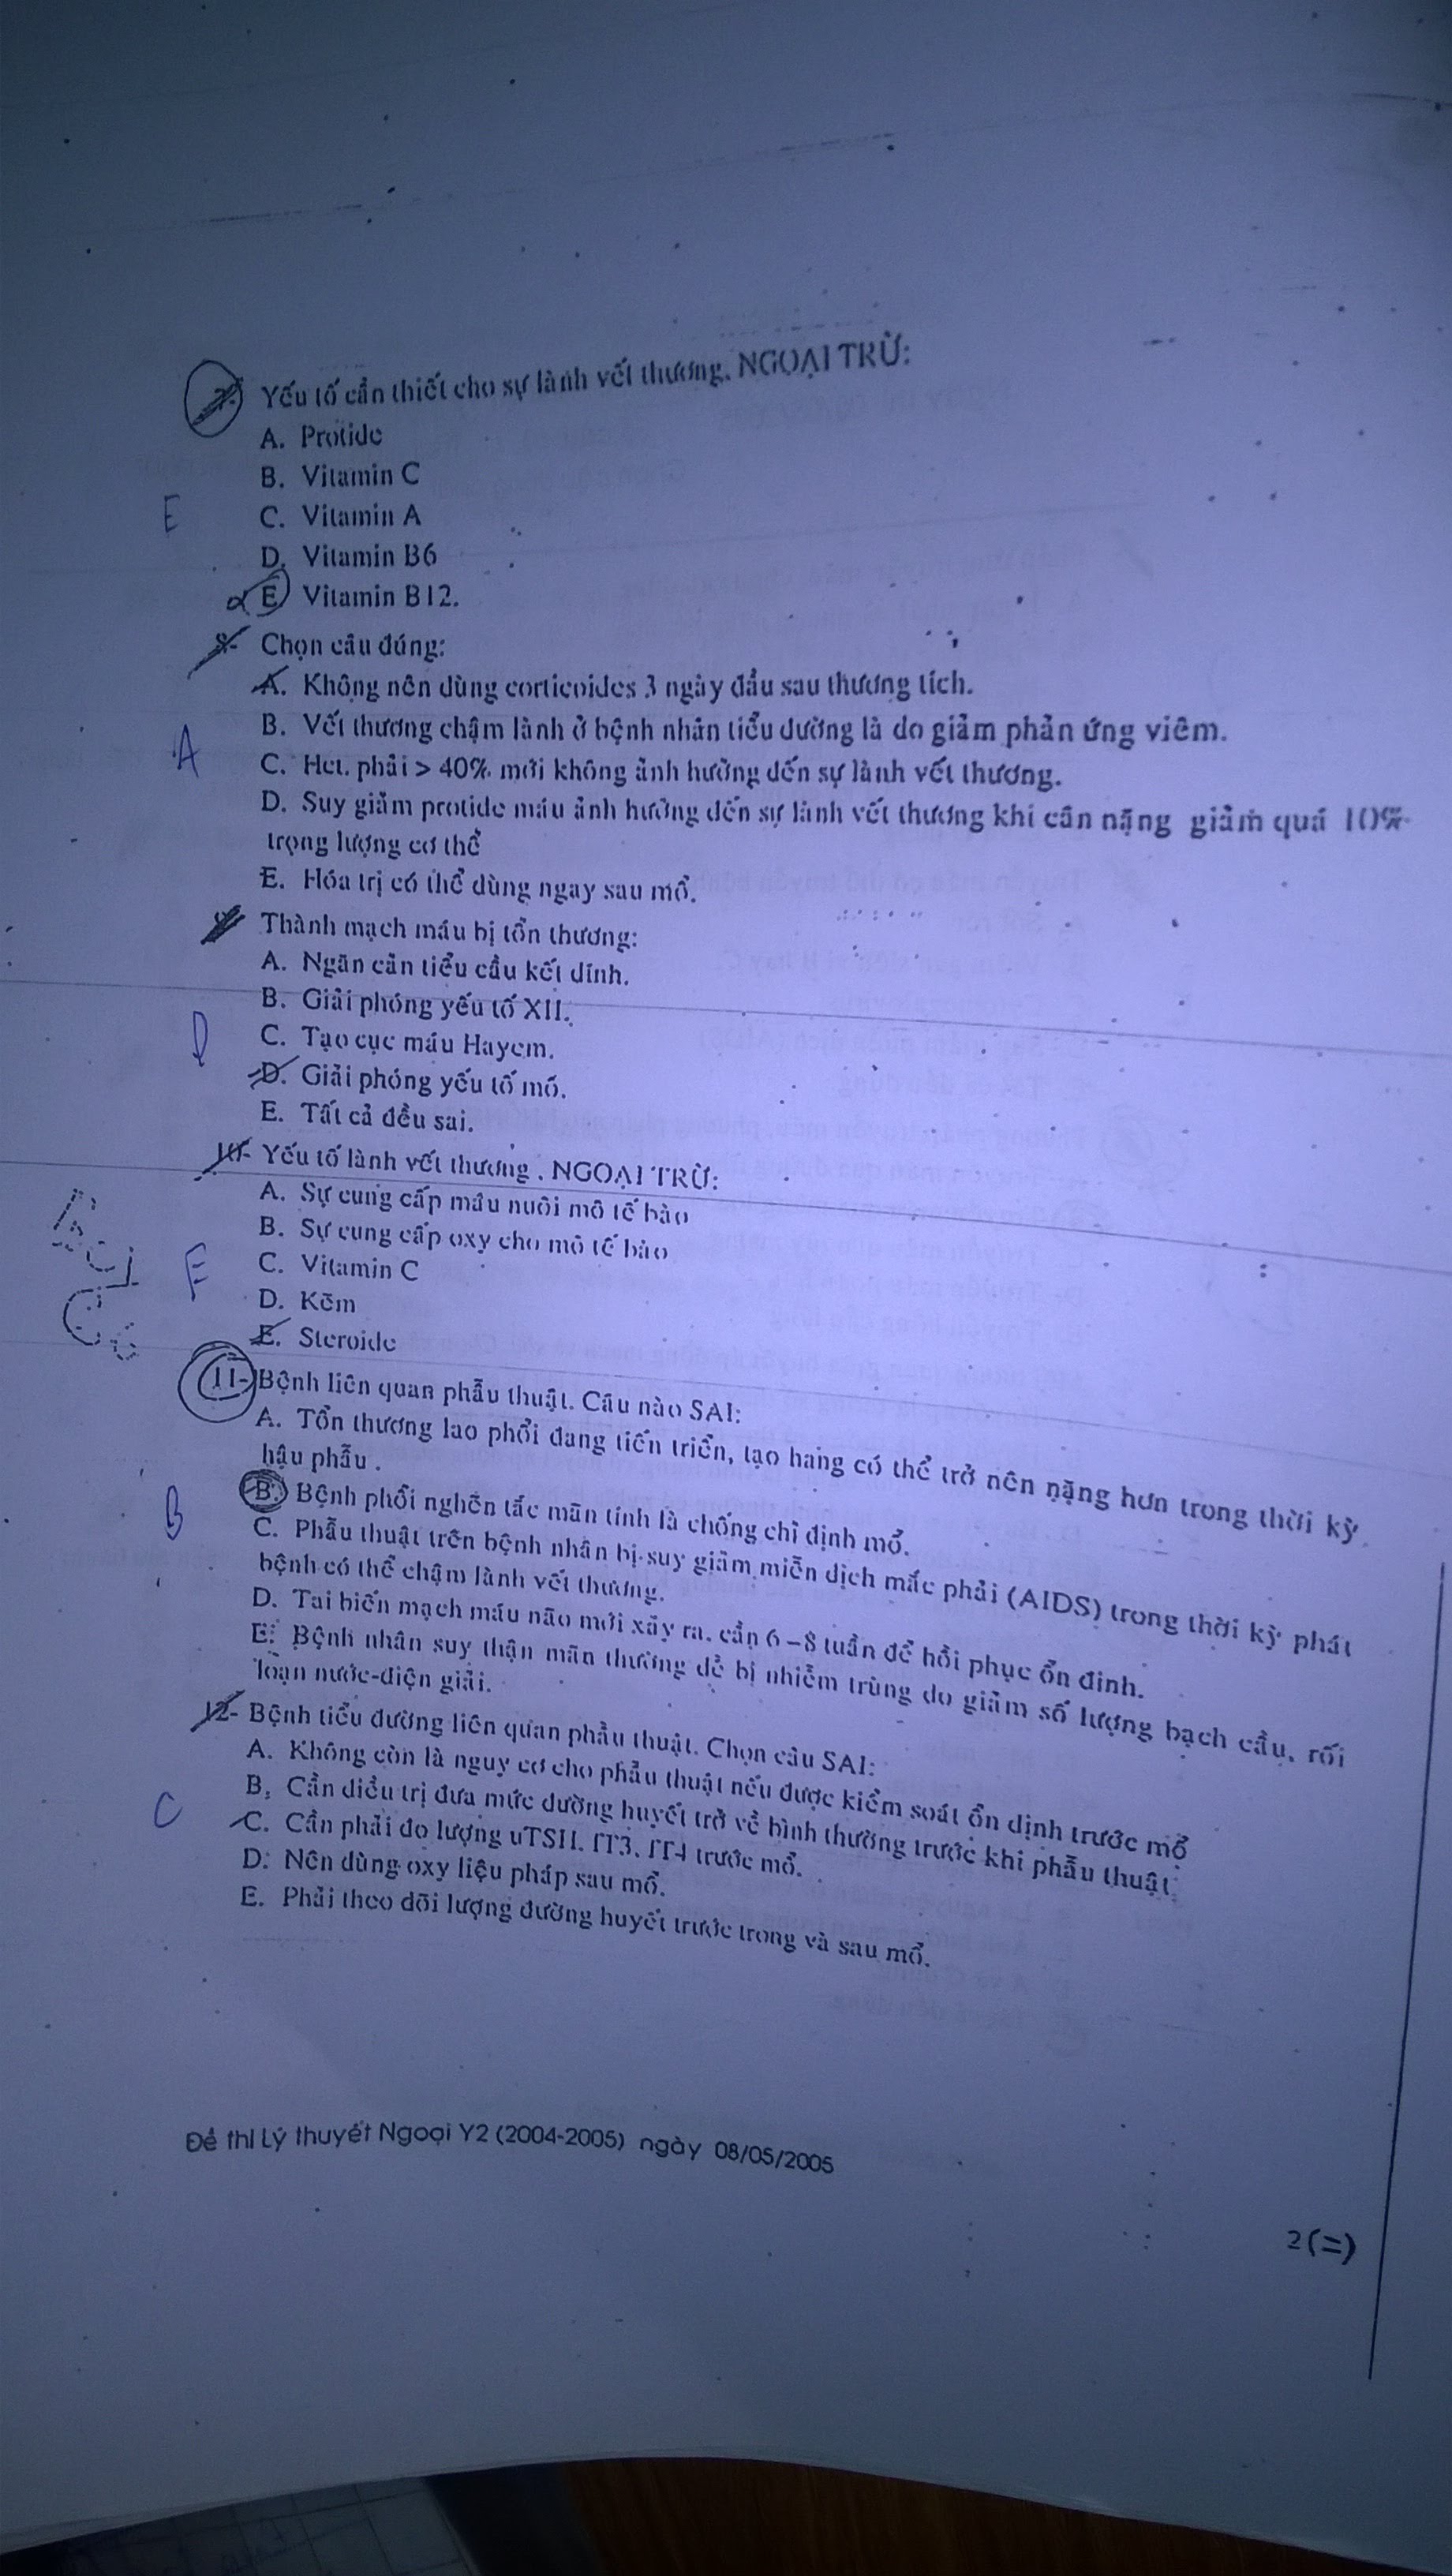 7- Yếu tố cần thiết cho sự lành vết thương, NGOẠI TRỪ:
A. Protide
B. Vitamin C
E
C. Vitamin A
D. Vitamin B6
E. Vitamin B12.
8- Chọn câu đúng:
A. Không nên dùng corticoides 3 ngày đầu sau thương tích.
B. Vết thương chậm lành ở bệnh nhân tiểu đường là do giảm phản ứng viêm.
A
C. Hct. phải > 40% mới không ảnh hưởng đến sự lành vết thương.
D. Suy giảm protide máu ảnh hưởng đến sự lành vết thương khi cân nặng giảm quá 10%
trọng lượng cơ thể
E. Hóa trị có thể dùng ngay sau mổ.
Thành mạch máu bị tổn thương:
A. Ngăn cản tiểu cầu kết dính.
B. Giải phóng yếu tố XII.
D
C. Tạo cục máu Hayem.
D. Giải phóng yếu tố mô.
E. Tất cả đều sai.
10- Yếu tố lành vết thương . NGOẠI TRỪ:
A. Sự cung cấp máu nuôi mô tế bào
B. Sự cung cấp oxy cho mô tế bào
E
C. Vitamin C
D. Kẽm
E. Steroide
11- Bệnh liên quan phẫu thuật. Câu nào SAI:
A. Tổn thương lao phổi đang tiến triển, tạo hang có thể trở nên nặng hơn trong thời kỳ
hậu phẫu .
B. Bệnh phổi nghẽn tắc mãn tính là chống chỉ định mổ.
B
C. Phẫu thuật trên bệnh nhân bị suy giảm miễn dịch mắc phải (AIDS) trong thời kỳ phát
bệnh có thể chậm lành vết thương.
D. Tai biến mạch máu não mới xảy ra. cần 6 – 8 tuần để hồi phục ổn định.
E. Bệnh nhân suy thận mãn thường dễ bị nhiễm trùng do giảm số lượng bạch cầu, rối
loạn nước-điện giải.
12- Bệnh tiểu đường liên quan phẫu thuật. Chọn câu SAI:
A. Không còn là nguy cơ cho phẫu thuật nếu được kiểm soát ổn định trước mổ
B. Cần điều trị đưa mức đường huyết trở về bình thường trước khi phẫu thuật
C
C. Cần phải đo lượng uTSH. FT3. FT4 trước mổ.
D. Nên dùng oxy liệu pháp sau mổ.
E. Phải theo dõi lượng đường huyết trước trong và sau mổ.
Đề thi Lý thuyết Ngoại Y2 (2004-2005) ngày 08/05/2005
2(=)